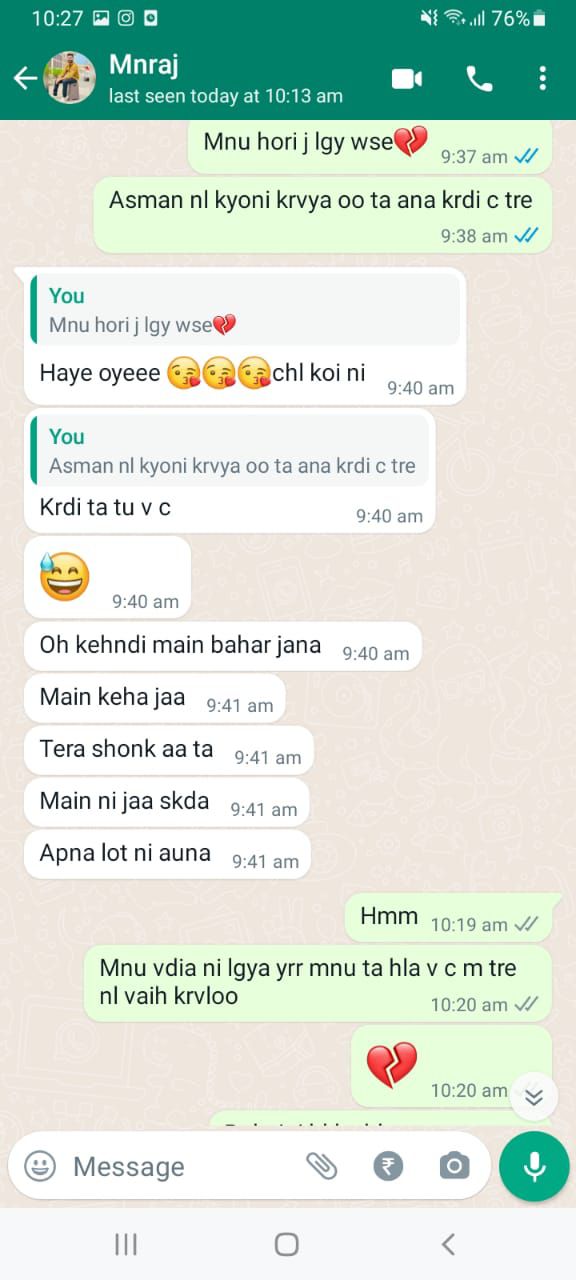 10:27 76%
Mnraj
last seen today at 10:13 am
Mnu hori j lgy wse💔 9:37 am
Asman nl kyoni krvya oo ta ana krdi c tre
9:38 am
You
Mnu hori j lgy wse💔
Haye oyeee 😘😘😘chl koi ni 9:40 am
You
Asman nl kyoni krvya oo ta ana krdi c tre
Krdi ta tu v c 9:40 am
😅 9:40 am
Oh kehndi main bahar jana 9:40 am
Main keha jaa 9:41 am
Tera shonk aa ta 9:41 am
Main ni jaa skda 9:41 am
Apna lot ni auna 9:41 am
Hmm 10:19 am
Mnu vdia ni lgya yrr mnu ta hla v c m tre
nl vaih krvloo 10:20 am
💔 10:20 am
Message